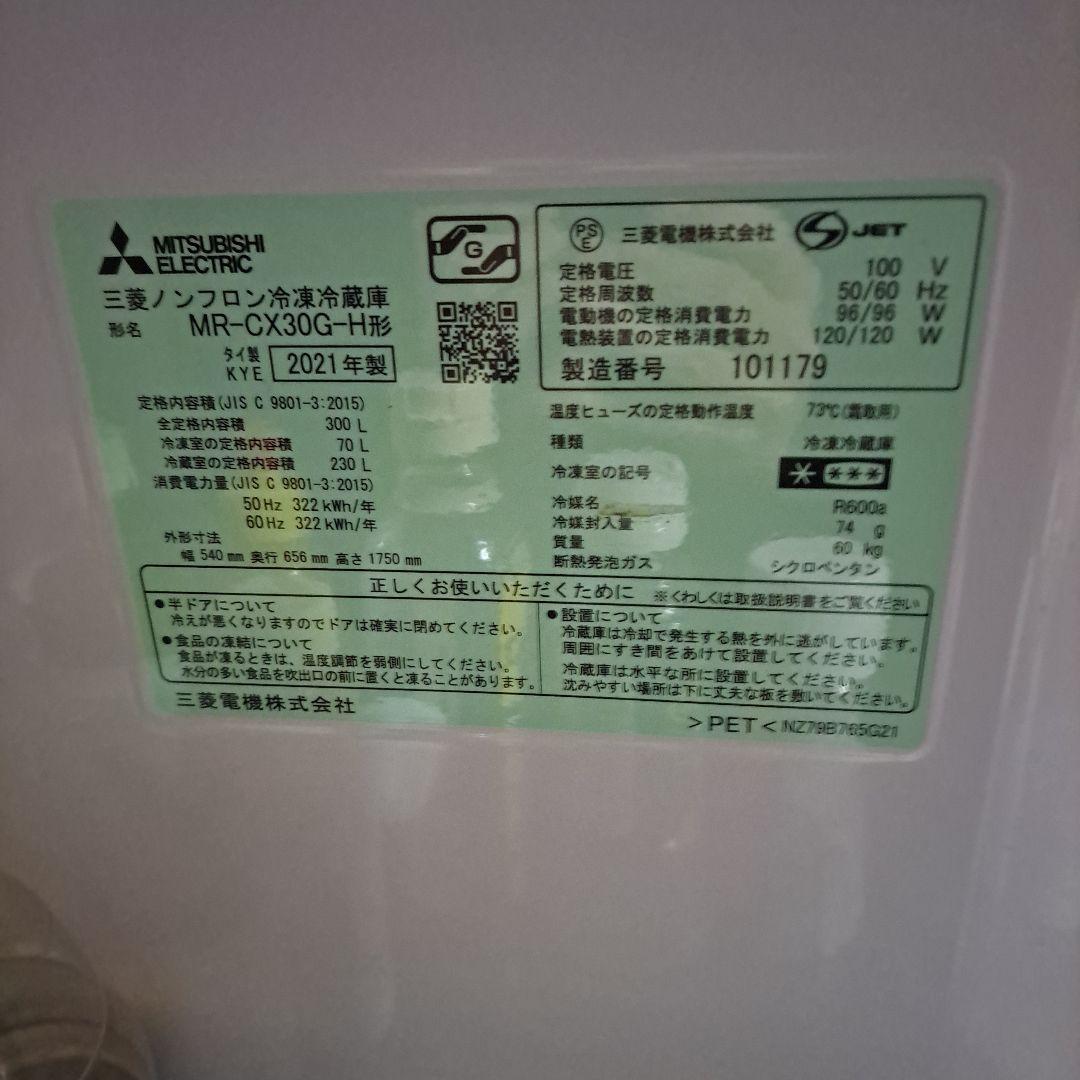 MITSUBISHI
ELECTRIC
三菱ノンフロン冷凍冷蔵庫
形名 MR-CX30G-H形
タイ製
KYE 2021年製
G
定格内容積(JIS C 9801-3:2015)
全定格内容積 300 L
冷凍室の定格内容積 70 L
冷蔵室の定格内容積 230 L
消費電力量(JIS C 9801-3:2015)
50Hz 322kWh/年
60Hz 322kWh/年
外形寸法
幅 540mm 奥行 656mm 高さ 1750mm
PS
E 三菱電機株式会社 JET
定格電圧 100 V
定格周波数 50/60 Hz
電動機の定格消費電力 96/96 W
電熱装置の定格消費電力 120/120 W
製造番号 101179
温度ヒューズの定格動作温度 73℃(霜取用)
種類 冷凍冷蔵庫
冷凍室の記号 * ***
冷媒名 R600a
冷媒封入量 74 g
質量 60 kg
断熱発泡ガス シクロペンタン
正しくお使いいただくために ※くわしくは取扱説明書をご覧ください
●半ドアについて
冷えが悪くなりますのでドアは確実に閉めてください。
●食品の凍結について
食品が凍るときは、温度調節を弱側にしてください。
水分の多い食品を吹出口の前に置くと凍ることがあります。
●設置について
冷蔵庫は冷却で発生する熱を外に逃がしています。
周囲にすき間をあけて設置してください。
冷蔵庫は水平な所に設置してください。
沈みやすい場所は下に丈夫な板を敷いてください。
三菱電機株式会社
>PET< NZ79B765G21